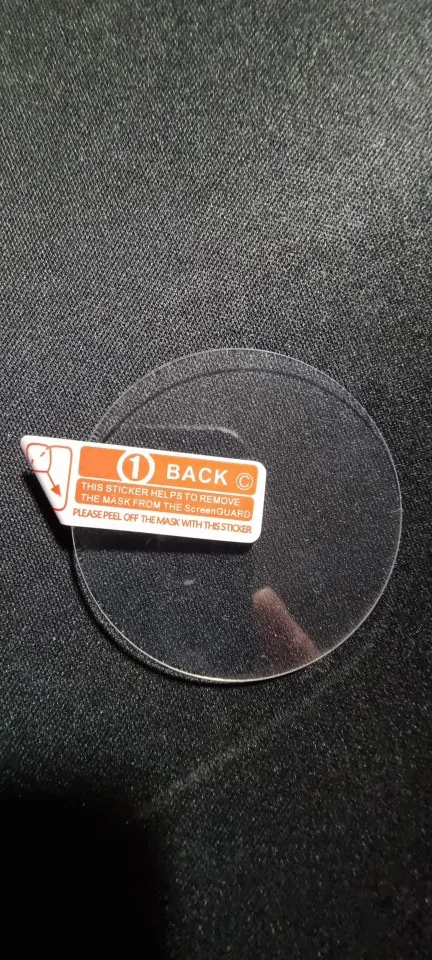 1 BACK ©
THIS STICKER HELPS TO REMOVE
THE MASK FROM THE ScreenGUARD
PLEASE PEEL OFF THE MASK WITH THIS STICKER